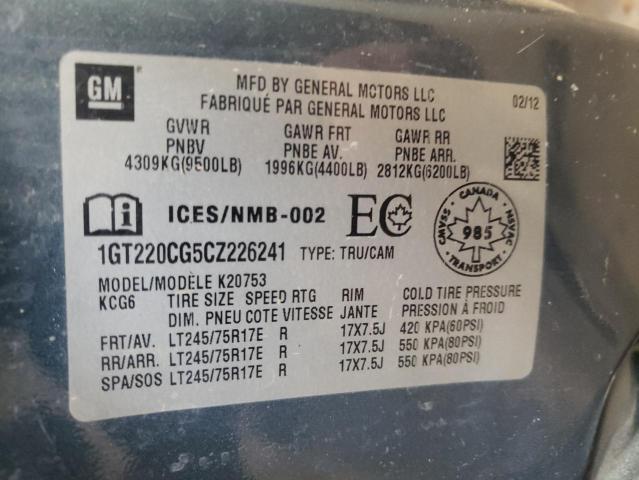 GM
MFD BY GENERAL MOTORS LLC
FABRIQUÉ PAR GENERAL MOTORS LLC
02/12
GVWR GAWR FRT GAWR RR
PNBV PNBE AV. PNBE ARR.
4309KG(9500LB) 1996KG(4400LB) 2812KG(6200LB)
i ICES/NMB-002 EC
CANADA
CMVSS 985 NSVAC
TRANSPORT
1GT220CG5CZ226241 TYPE: TRU/CAM
MODEL/MODÈLE K20753
KCG6 TIRE SIZE SPEED RTG RIM COLD TIRE PRESSURE
DIM. PNEU COTE VITESSE JANTE PRESSION À FROID
FRT/AV. LT245/75R17E R 17X7.5J 420 KPA(60PSI)
RR/ARR. LT245/75R17E R 17X7.5J 550 KPA(80PSI)
SPA/SOS LT245/75R17E R 17X7.5J 550 KPA(80PSI)